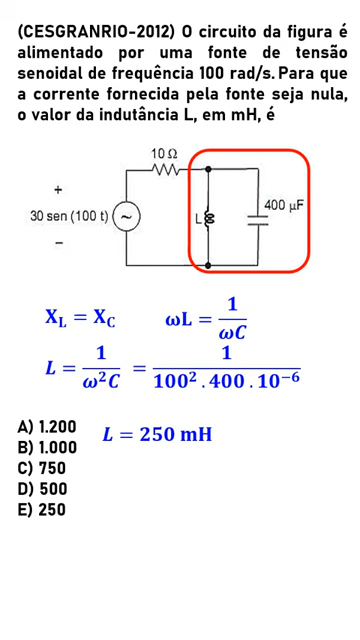 (CESGRANRIO-2012) O circuito da figura é
alimentado por uma fonte de tensão
senoidal de frequência 100 rad/s. Para que
a corrente fornecida pela fonte seja nula,
o valor da indutância L, em mH, é
10 Ω
+
30 sen (100 t)
~
−
L
400 µF
X_L = X_C
ωL = 1/ωC
L = 1/ω²C = 1/100² . 400 . 10⁻⁶
A) 1.200
B) 1.000
C) 750
D) 500
E) 250
L = 250 mH